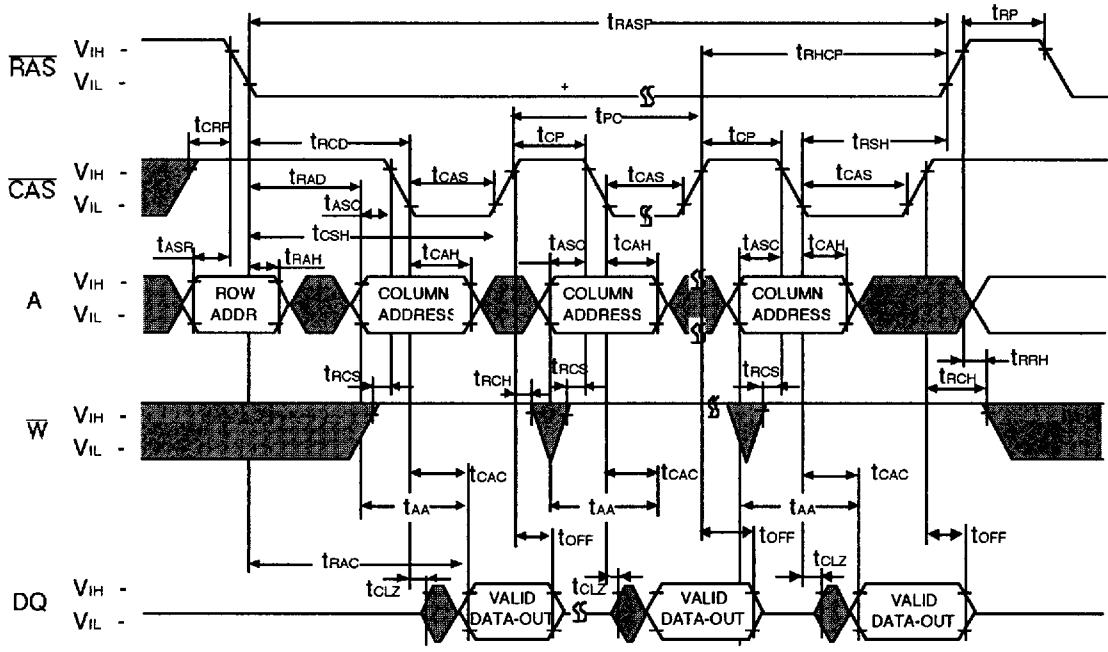 tRASP
tRP
RAS
VIH -
VIL -
tRHCP
+
tCRP
tRCD
tPC
tCP
tCP
tRSH
CAS
VIH -
VIL -
tRAD
tCAS
tCAS
tCAS
tASC
tCSH
tASR
tRAH
tCAH
tASC
tCAH
tASC
tCAH
A
VIH -
VIL -
ROW
ADDR
COLUMN
ADDRESS
COLUMN
ADDRESS
COLUMN
ADDRESS
tRCS
tRCH
tRCS
tRCS
tRCH
tRRH
W
VIH -
VIL -
tCAC
tCAC
tCAC
tAA
tAA
tAA
tOFF
tOFF
tOFF
tRAC
tCLZ
tCLZ
tCLZ
DQ
VIH -
VIL -
VALID
DATA-OUT
VALID
DATA-OUT
VALID
DATA-OUT